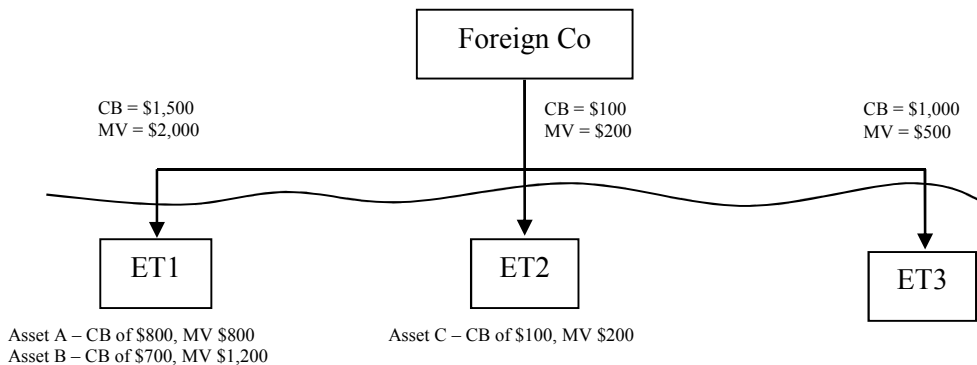 Foreign Co
CB = $1,500
MV = $2,000
CB = $100
MV = $200
CB = $1,000
MV = $500
ET1
ET2
ET3
Asset A – CB of $800, MV $800
Asset B – CB of $700, MV $1,200
Asset C – CB of $100, MV $200